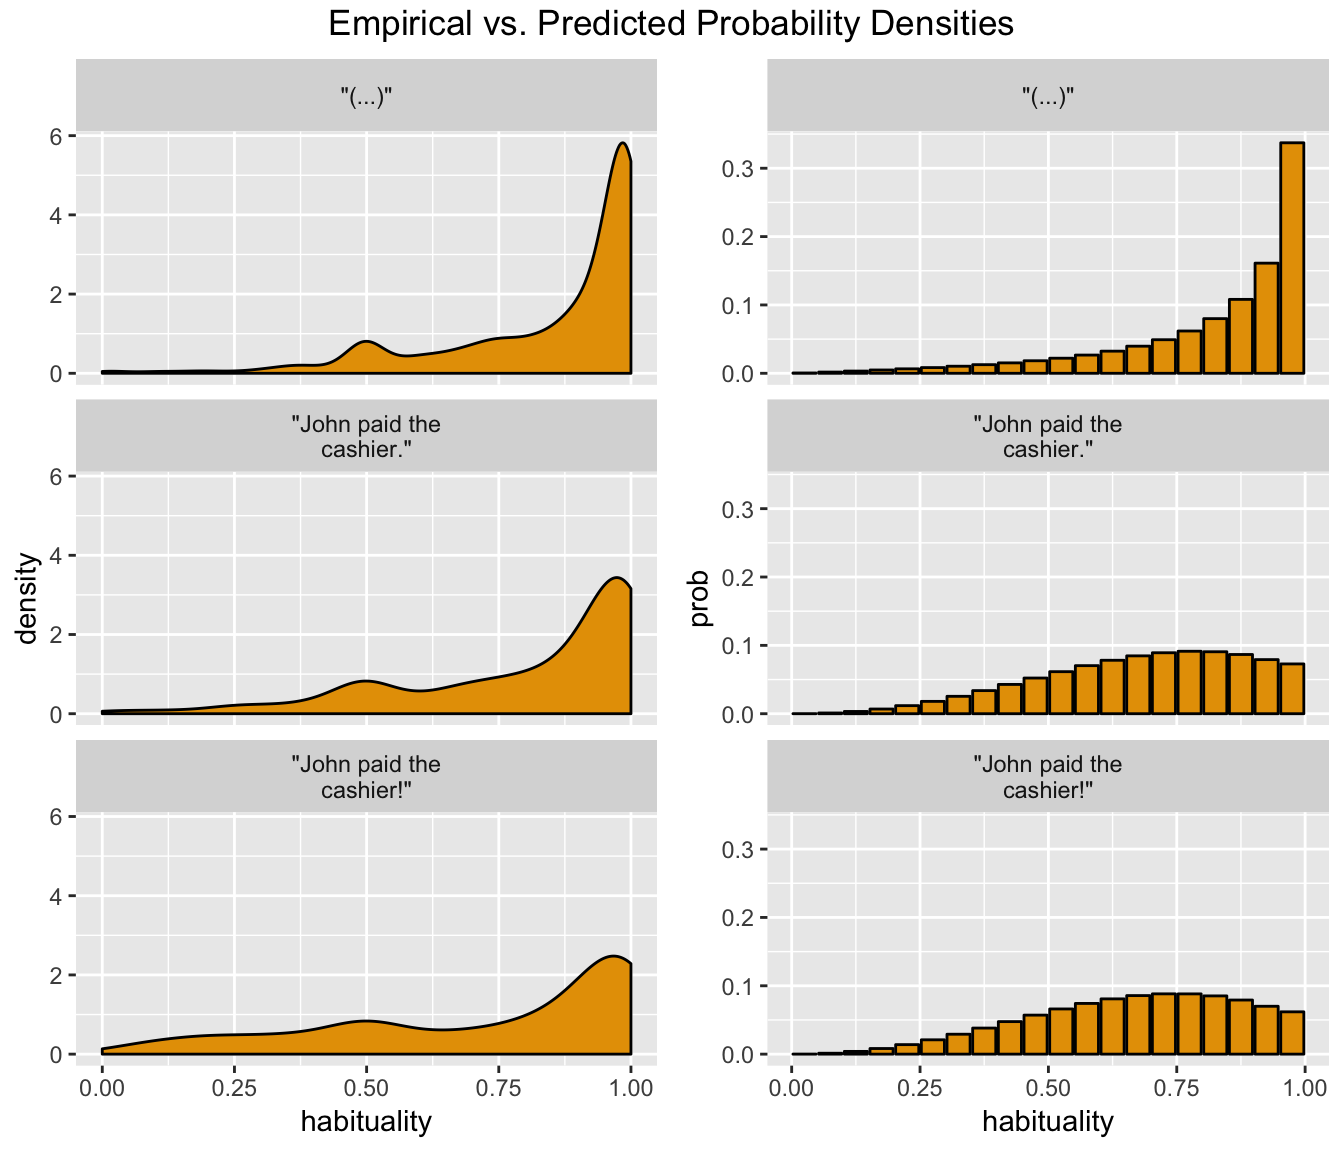 Empirical vs. Predicted Probability Densities
"(...)"
6
4
2
0
"John paid the
cashier."
6
4
2
0
"John paid the
cashier!"
6
4
2
0
0.00 0.25 0.50 0.75 1.00
habituality
density
"(...)"
0.3
0.2
0.1
0.0
"John paid the
cashier."
0.3
0.2
0.1
0.0
"John paid the
cashier!"
0.3
0.2
0.1
0.0
0.00 0.25 0.50 0.75 1.00
habituality
prob